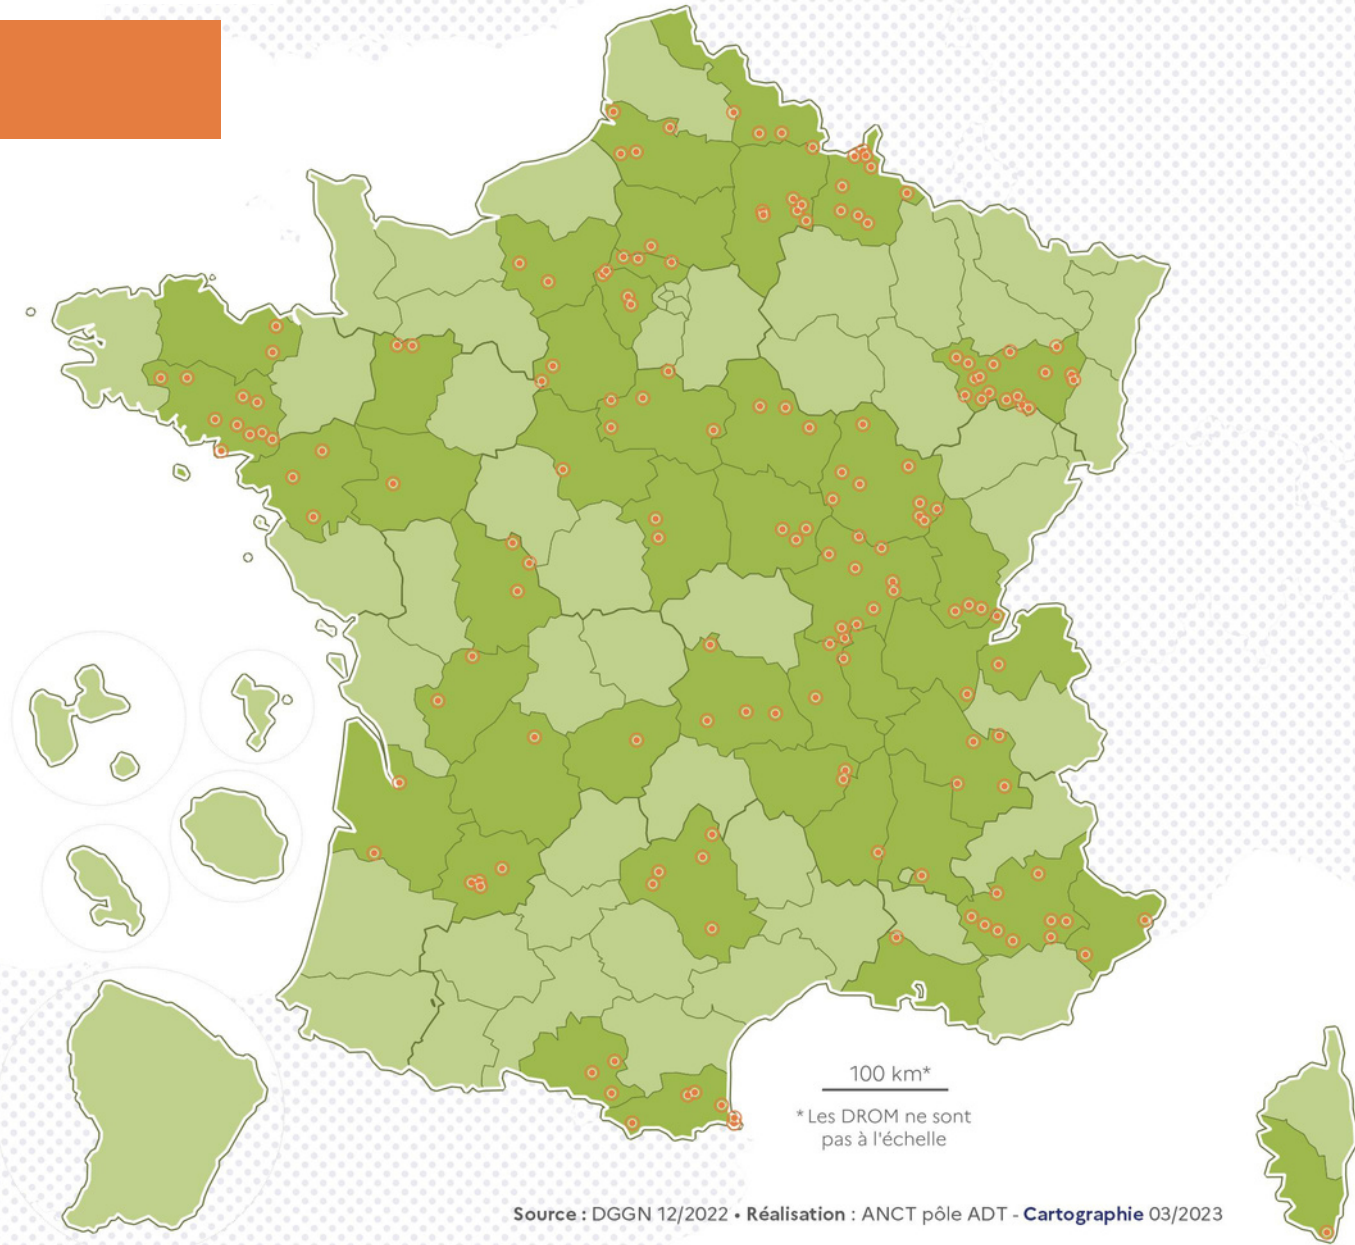 100 km*
* Les DROM ne sont
pas à l'échelle
Source : DGGN 12/2022 • Réalisation : ANCT pôle ADT - Cartographie 03/2023